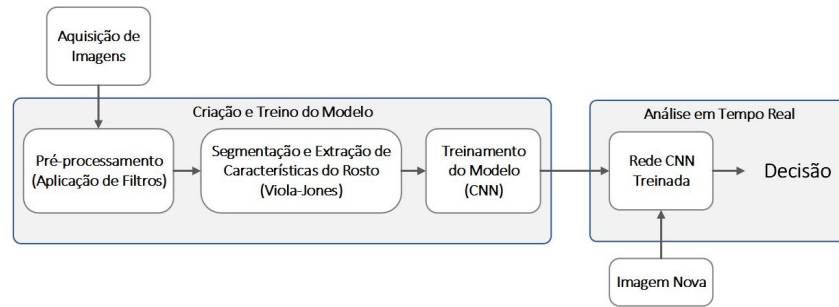 Aquisição de
Imagens
Criação e Treino do Modelo
Pré-processamento
(Aplicação de Filtros)
Segmentação e Extração de
Características do Rosto
(Viola-Jones)
Treinamento
do Modelo
(CNN)
Análise em Tempo Real
Rede CNN
Treinada
Decisão
Imagem Nova